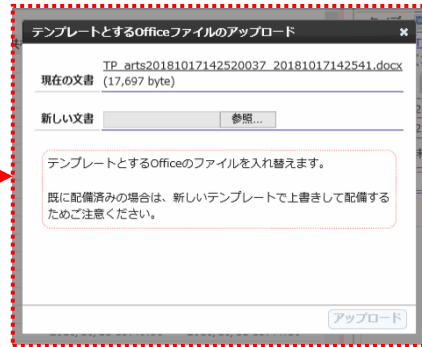 テンプレートとするOfficeファイルのアップロード ×
TP_arts20181017142520037_20181017142541.docx
現在の文書 (17,697 byte)
新しい文書 参照...
テンプレートとするOfficeのファイルを入れ替えます。
既に配備済みの場合は、新しいテンプレートで上書きして配備する
ためご注意ください。
アップロード